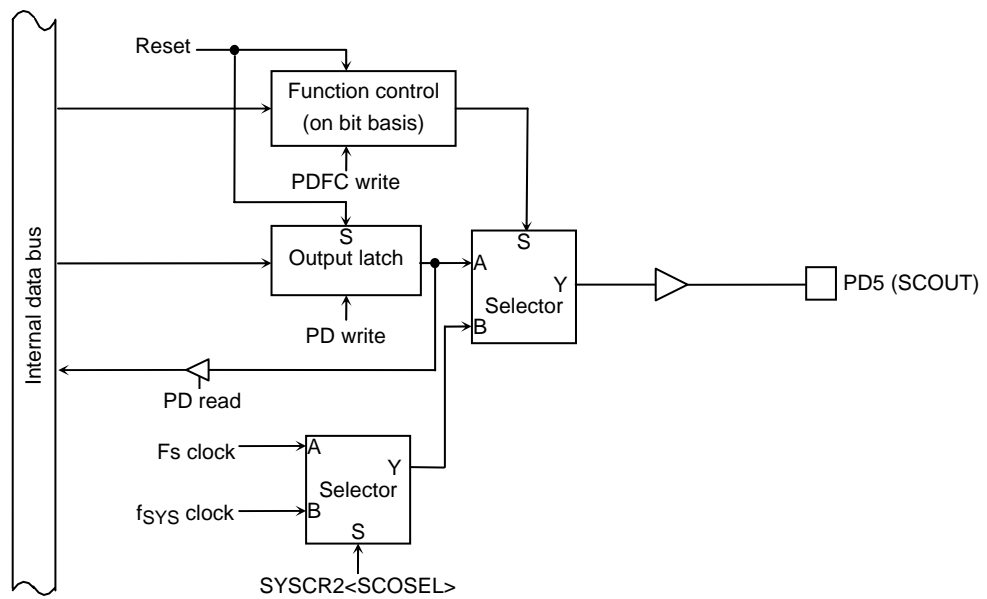 Reset
Function control
(on bit basis)
PDFC write
S
Output latch
PD write
PD read
Internal data bus
S
A
Y
Selector
B
PD5 (SCOUT)
Fs clock
A
Y
Selector
fSYS clock
B
S
SYSCR2<SCOSEL>